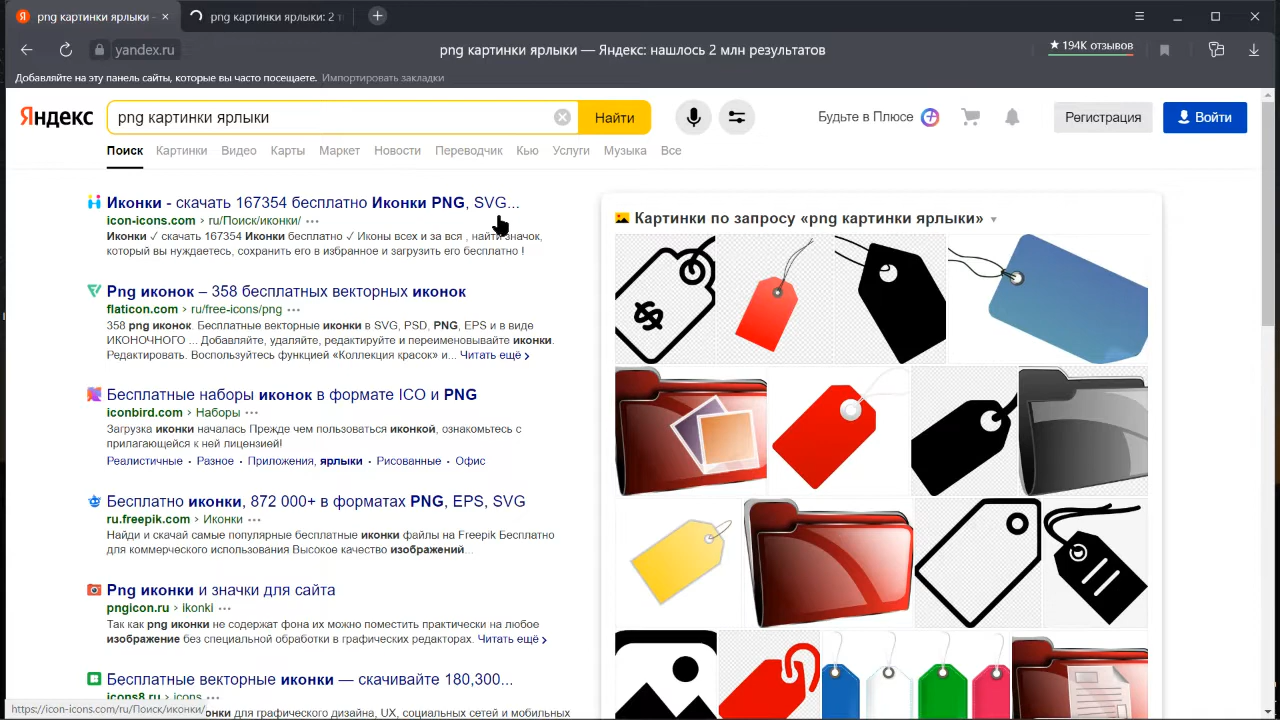 png картинки ярлыки -
png картинки ярлыки: 2 т
yandex.ru
png картинки ярлыки — Яндекс: нашлось 2 млн результатов
★ 194K отзывов
Добавляйте на эту панель сайты, которые вы часто посещаете. Импортировать закладки
Яндекс
png картинки ярлыки
Найти
Будьте в Плюсе
Регистрация
Войти
Поиск Картинки Видео Карты Маркет Новости Переводчик Кью Услуги Музыка Все
Иконки - скачать 167354 бесплатно Иконки PNG, SVG...
icon-icons.com › ru/Поиск/иконки/ ···
Иконки ✓ скачать 167354 Иконки бесплатно ✓ Иконы всех и за вся , найти значок,
который вы нуждаетесь, сохранить его в избранное и загрузить его бесплатно !
Png иконок – 358 бесплатных векторных иконок
flaticon.com › ru/free-icons/png ···
358 png иконок. Бесплатные векторные иконки в SVG, PSD, PNG, EPS и в виде
ИКОНОЧНОГО ... Добавляйте, удаляйте, редактируйте и переименовывайте иконки.
Редактировать. Воспользуйтесь функцией «Коллекция красок» и... Читать ещё ›
Бесплатные наборы иконок в формате ICO и PNG
iconbird.com › Наборы ···
Загрузка иконки началась Прежде чем пользоваться иконкой, ознакомьтесь с
прилагающейся к ней лицензией!
Реалистичные · Разное · Приложения, ярлыки · Рисованные · Офис
Бесплатно иконки, 872 000+ в форматах PNG, EPS, SVG
ru.freepik.com › Иконки ···
Найди и скачай самые популярные бесплатные иконки файлы на Freepik Бесплатно
для коммерческого использования Высокое качество изображений...
Png иконки и значки для сайта
pngicon.ru › ikonki ···
Так как png иконки не содержат фона их можно поместить практически на любое
изображение без специальной обработки в графических редакторах. Читать ещё ›
Бесплатные векторные иконки — скачивайте 180,300...
icons8.ru › icons ···
https://icon-icons.com/ru/Поиск/иконки/
для графического дизайна, UX, социальных сетей и мобильных
Картинки по запросу «png картинки ярлыки»
$